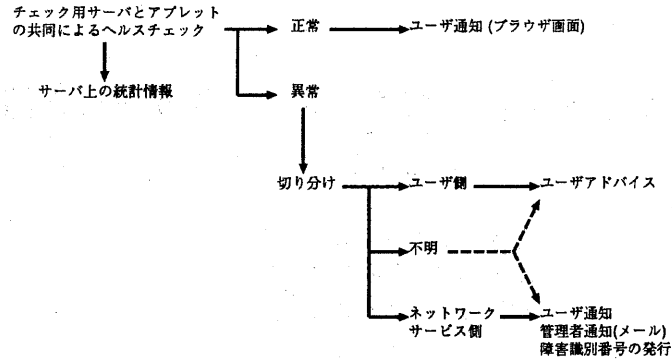 チェック用サーバとアプレット
の共同によるヘルスチェック
正常
ユーザ通知 (ブラウザ画面)
サーバ上の統計情報
異常
切り分け
ユーザ側
ユーザアドバイス
不明
ネットワーク
サービス側
ユーザ通知
管理者通知(メール)
障害識別番号の発行